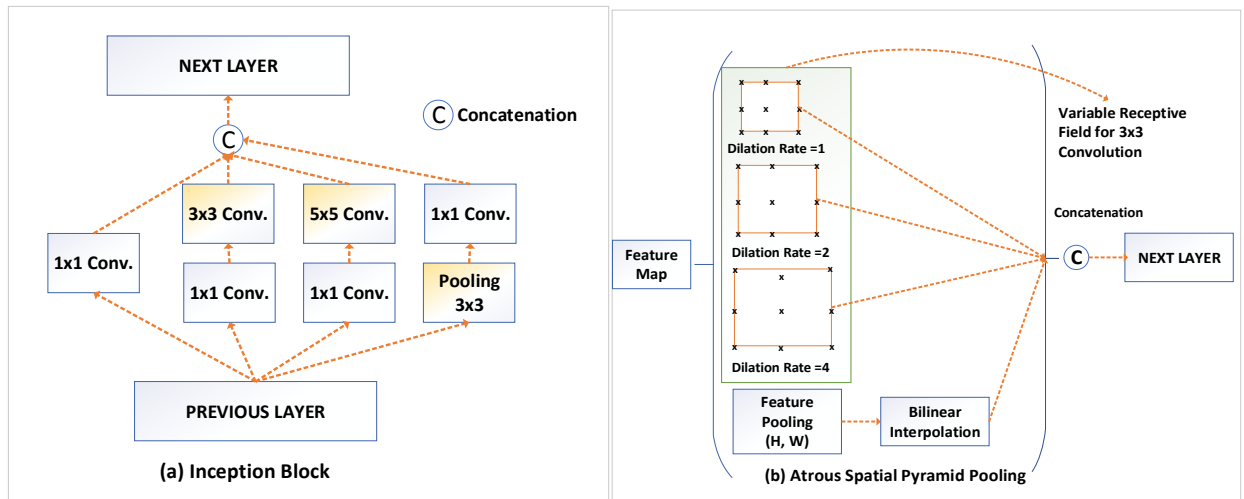 NEXT LAYER
C Concatenation
C
3x3 Conv.
5x5 Conv.
1x1 Conv.
1x1 Conv.
1x1 Conv.
1x1 Conv.
Pooling
3x3
PREVIOUS LAYER
(a) Inception Block
x x x
x x x
x x x
Dilation Rate =1
x x x
x x x
x x x
Dilation Rate =2
x x x
x x x
x x x
Dilation Rate =4
Variable Receptive
Field for 3x3
Convolution
Feature
Map
Concatenation
C
NEXT LAYER
Feature
Pooling
(H, W)
Bilinear
Interpolation
(b) Atrous Spatial Pyramid Pooling